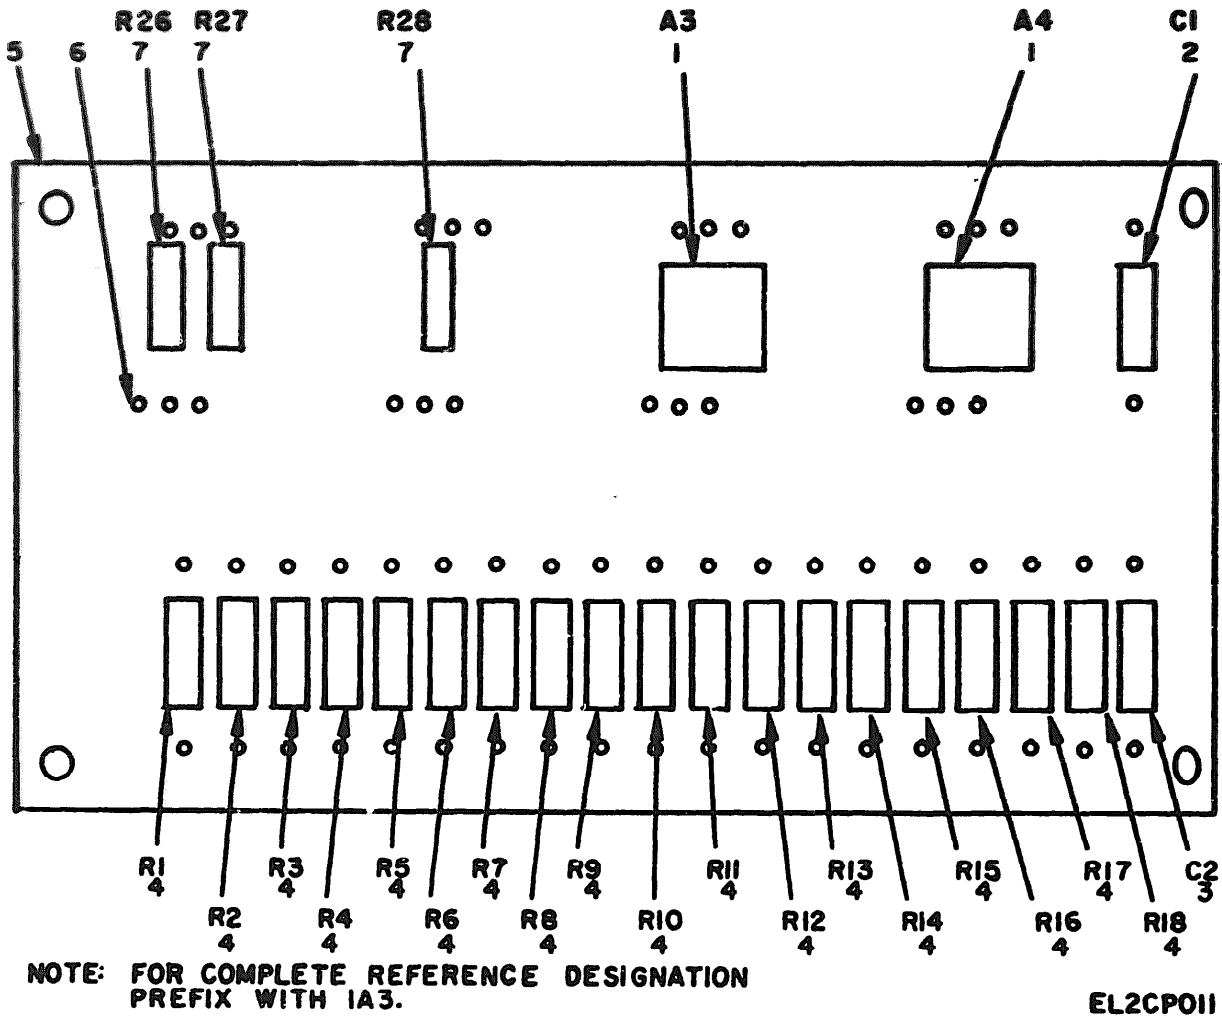 R26 R27 R28 A3 A4 C1
5 6 7 7 7 1 1 2
R1 R3 R5 R7 R9 R11 R13 R15 R17 C2
4 4 4 4 4 4 4 4 4 3
R2 R4 R6 R8 R10 R12 R14 R16 R18
4 4 4 4 4 4 4 4 4
NOTE: FOR COMPLETE REFERENCE DESIGNATION
PREFIX WITH 1A3.
EL2CP011